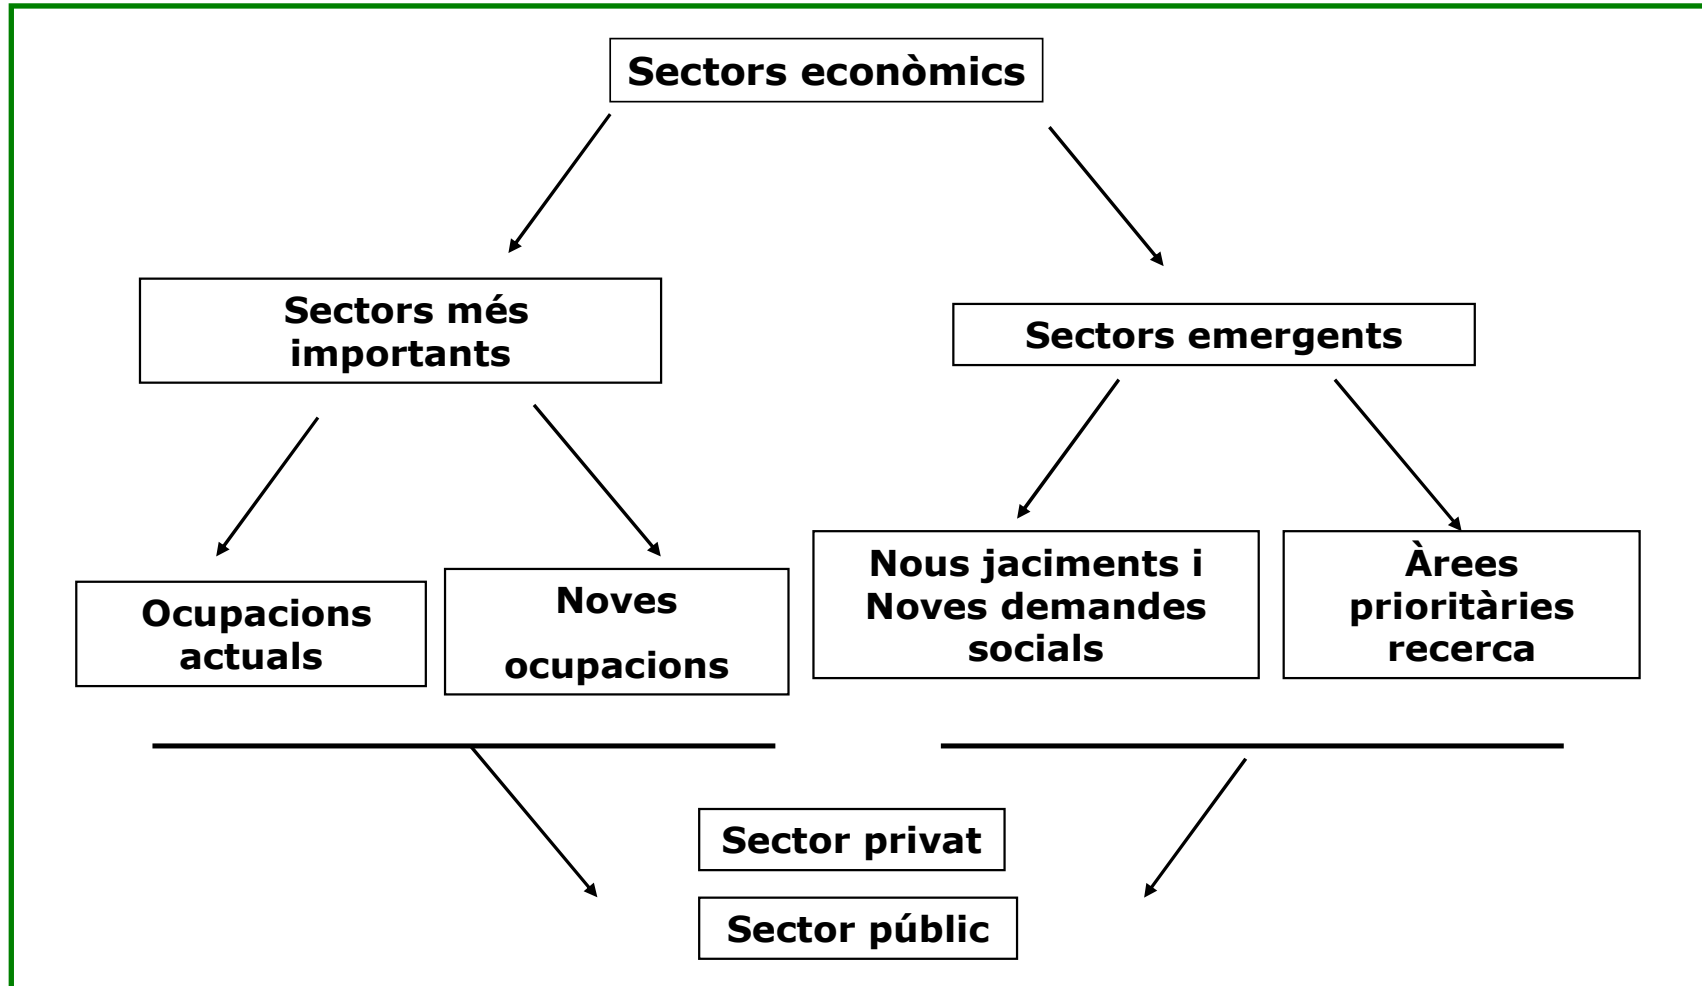 Sectors econòmics
Sectors més
importants
Sectors emergents
Ocupacions
actuals
Noves
ocupacions
Nous jaciments i
Noves demandes
socials
Àrees
prioritàries
recerca
Sector privat
Sector públic